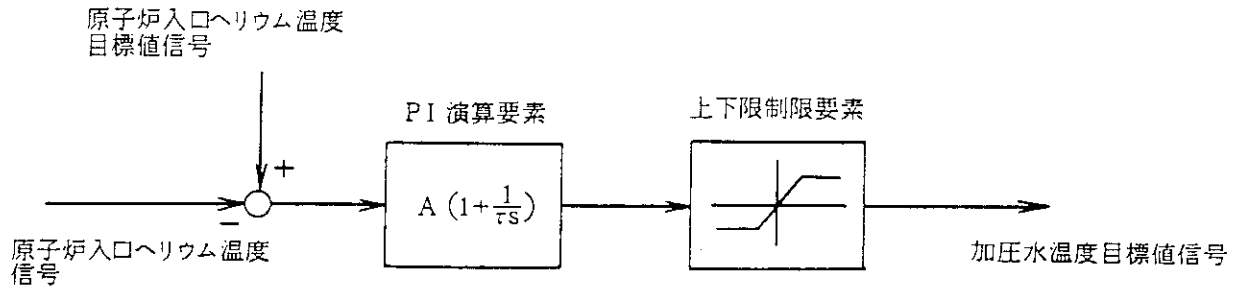 原子炉入口ヘリウム温度
目標値信号
PI 演算要素
上下限制限要素
+
A (1+1/τS)
−
原子炉入口ヘリウム温度
信号
加圧水温度目標値信号